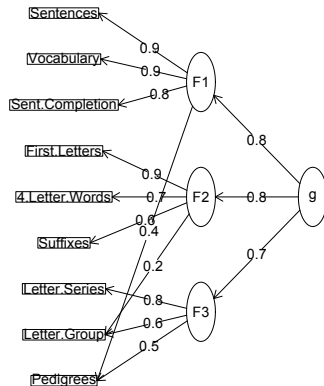 Sentences
0.9
Vocabulary
0.9
F1
Sent.Completion
0.8
0.8
First.Letters
0.9
4.Letter.Words
0.7
F2
0.8
g
Suffixes
0.6
0.4
0.2
0.7
Letter.Series
0.8
F3
Letter.Group
0.6
0.5
Pedigrees